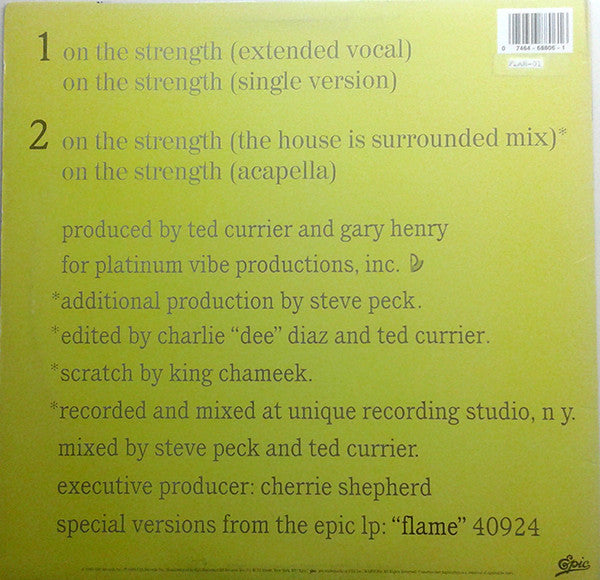 1 on the strength (extended vocal)
on the strength (single version)
2 on the strength (the house is surrounded mix)*
on the strength (acapella)
produced by ted currier and gary henry
for platinum vibe productions, inc.
*additional production by steve peck.
*edited by charlie “dee” diaz and ted currier.
*scratch by king chameek.
*recorded and mixed at unique recording studio, n y.
mixed by steve peck and ted currier.
executive producer: cherrie shepherd
special versions from the epic lp: “flame” 40924
Epic
0 7464-68806-1